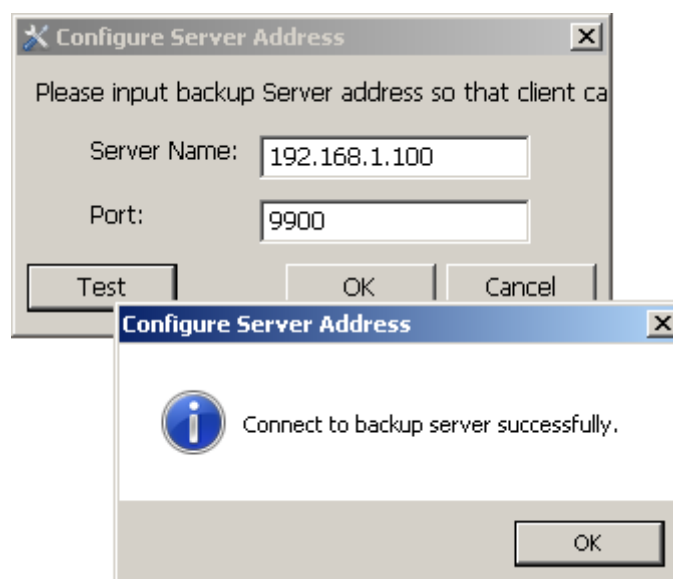 Configure Server Address
Please input backup Server address so that client ca
Server Name: 192.168.1.100
Port: 9900
Test OK Cancel
Configure Server Address
Connect to backup server successfully.
OK